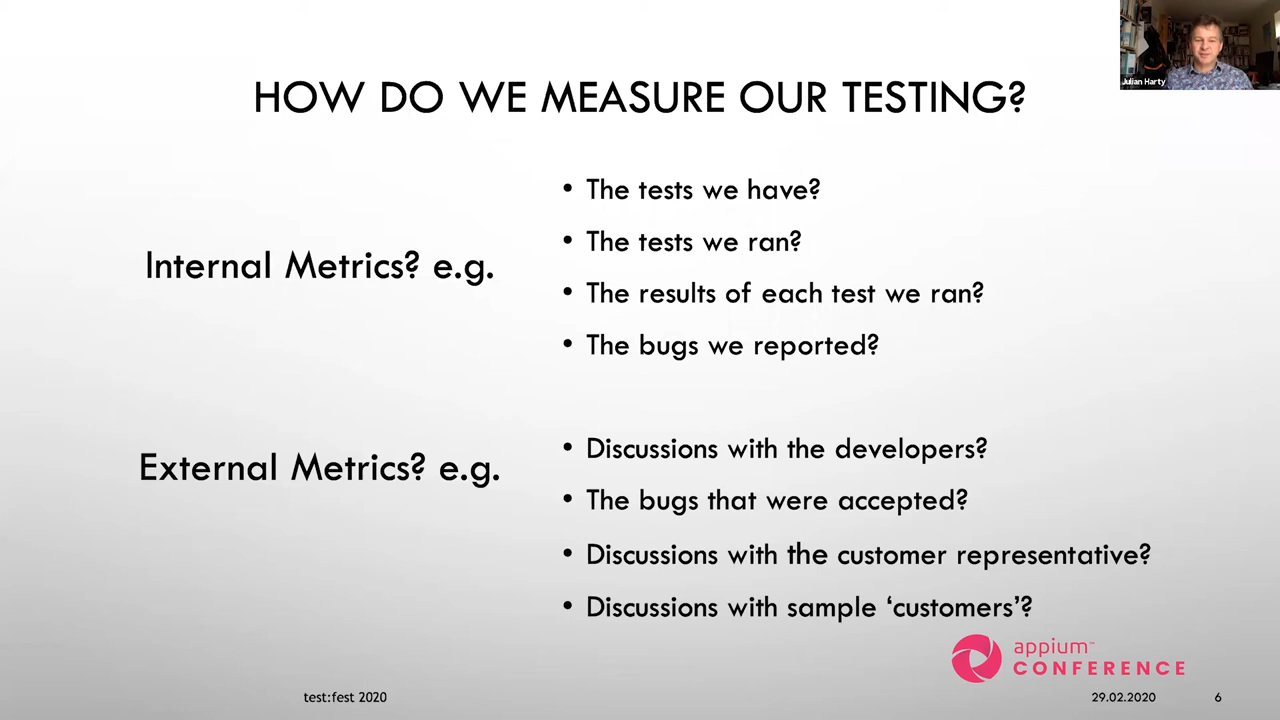 Julian Harty
HOW DO WE MEASURE OUR TESTING?
Internal Metrics? e.g.
• The tests we have?
• The tests we ran?
• The results of each test we ran?
• The bugs we reported?
External Metrics? e.g.
• Discussions with the developers?
• The bugs that were accepted?
• Discussions with the customer representative?
• Discussions with sample ‘customers’?
appium™
CONFERENCE
test:fest 2020
29.02.2020
6